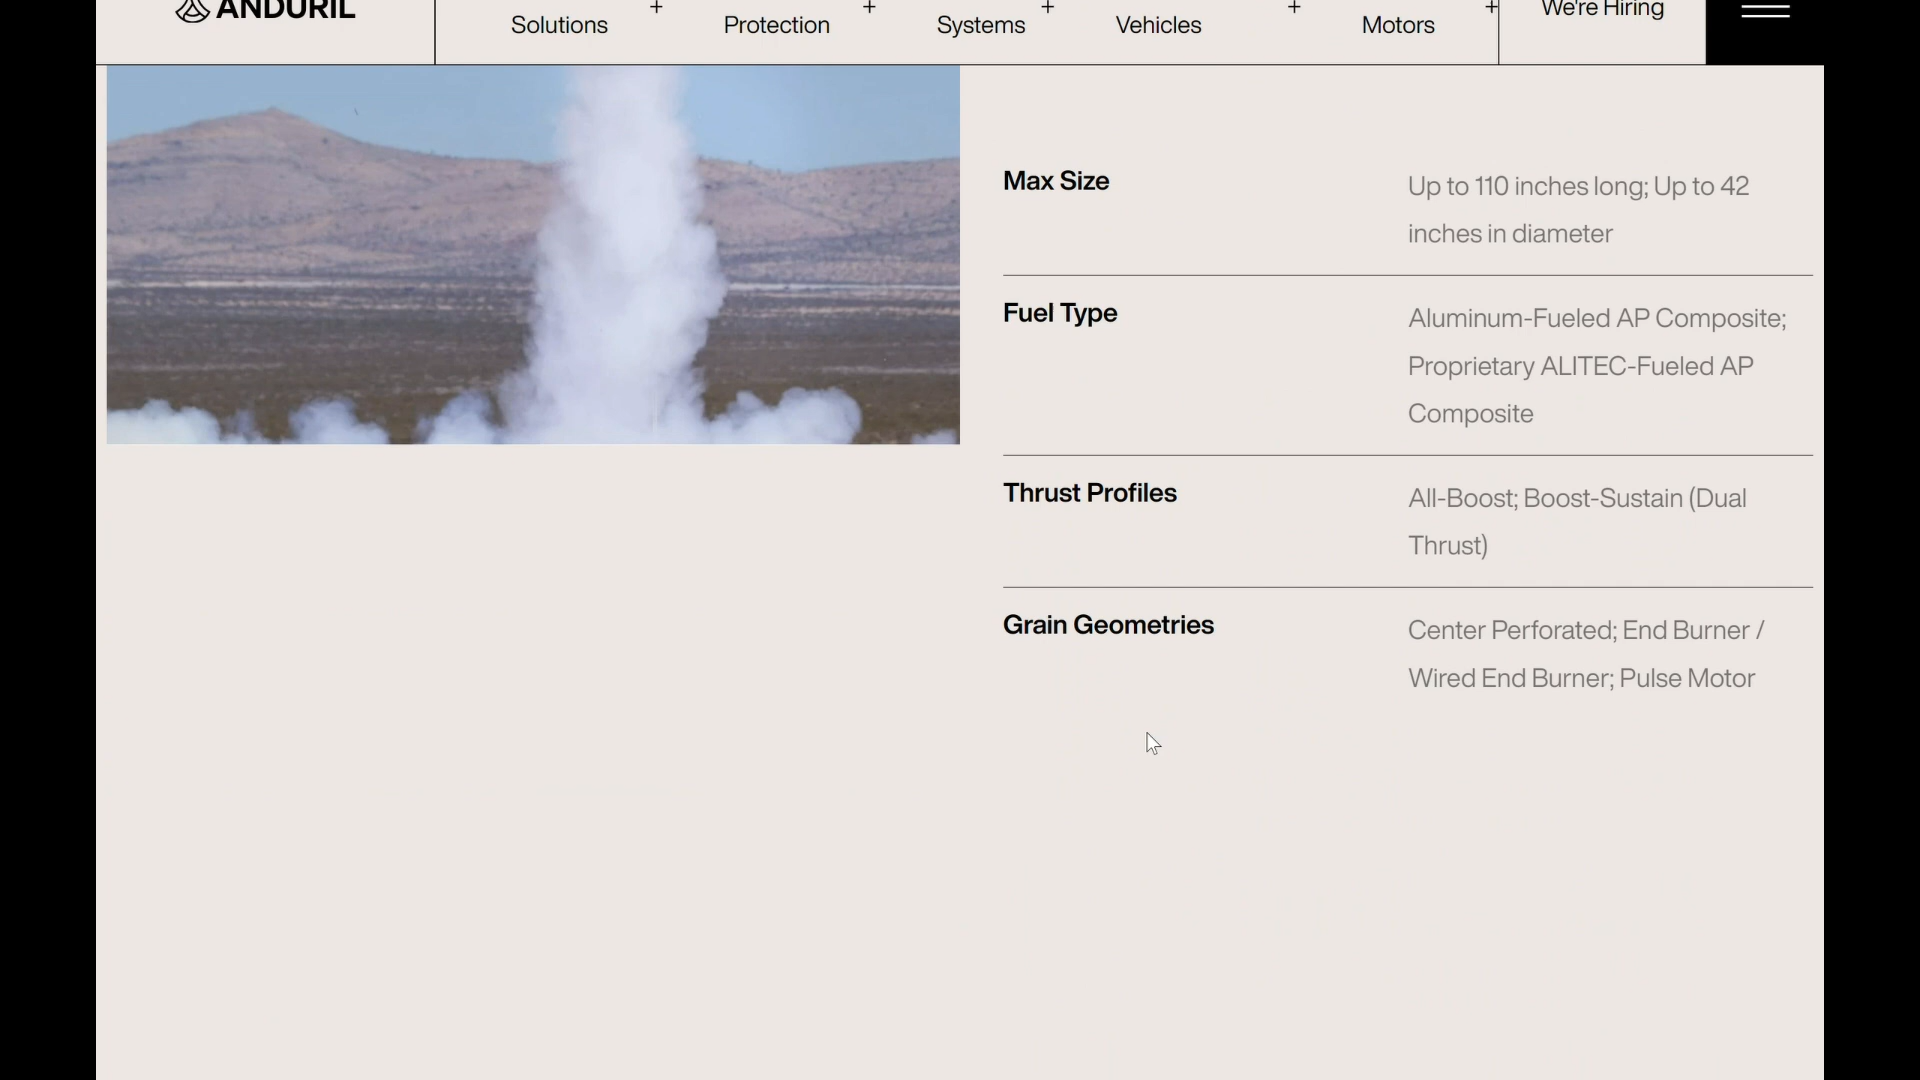 ANDURIL
Solutions
+
Protection
+
Systems
+
Vehicles
+
Motors
+
We're Hiring
Max Size
Up to 110 inches long; Up to 42
inches in diameter
Fuel Type
Aluminum-Fueled AP Composite;
Proprietary ALITEC-Fueled AP
Composite
Thrust Profiles
All-Boost; Boost-Sustain (Dual
Thrust)
Grain Geometries
Center Perforated; End Burner /
Wired End Burner; Pulse Motor